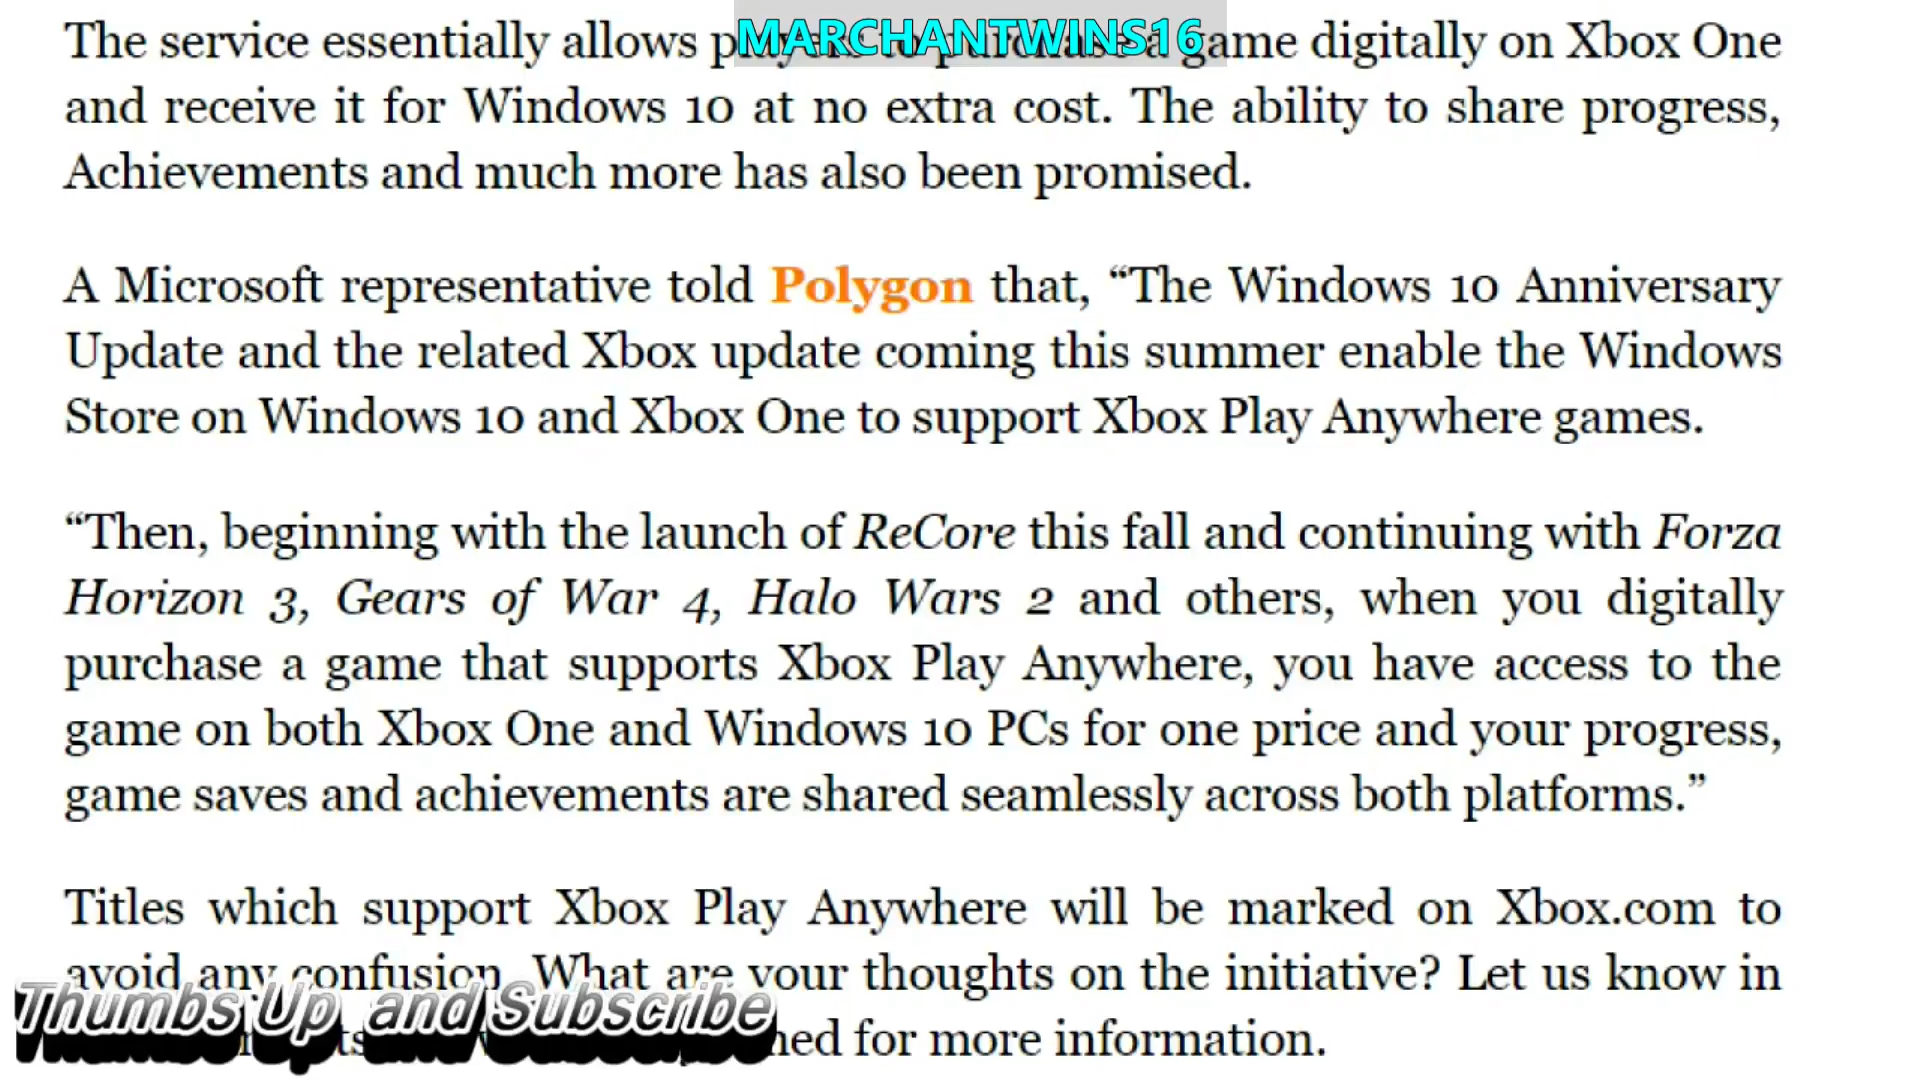 MARCHANTWINS16
The service essentially allows players to purchase a game digitally on Xbox One
and receive it for Windows 10 at no extra cost. The ability to share progress,
Achievements and much more has also been promised.
A Microsoft representative told Polygon that, “The Windows 10 Anniversary
Update and the related Xbox update coming this summer enable the Windows
Store on Windows 10 and Xbox One to support Xbox Play Anywhere games.
“Then, beginning with the launch of ReCore this fall and continuing with Forza
Horizon 3, Gears of War 4, Halo Wars 2 and others, when you digitally
purchase a game that supports Xbox Play Anywhere, you have access to the
game on both Xbox One and Windows 10 PCs for one price and your progress,
game saves and achievements are shared seamlessly across both platforms.”
Titles which support Xbox Play Anywhere will be marked on Xbox.com to
avoid any confusion. What are your thoughts on the initiative? Let us know in
for more information.
Thumbs Up and Subscribe